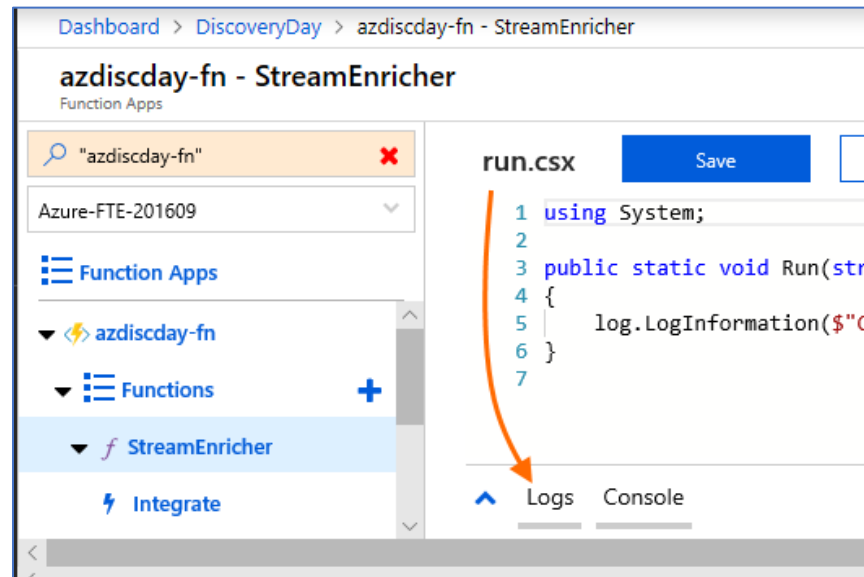 Dashboard > DiscoveryDay > azdiscday-fn - StreamEnricher
azdiscday-fn - StreamEnricher
Function Apps
"azdiscday-fn"
Azure-FTE-201609
Function Apps
azdiscday-fn
Functions
f StreamEnricher
Integrate
run.csx Save
1 using System;
2
3 public static void Run(str
4 {
5 log.LogInformation($"C
6 }
7
Logs Console